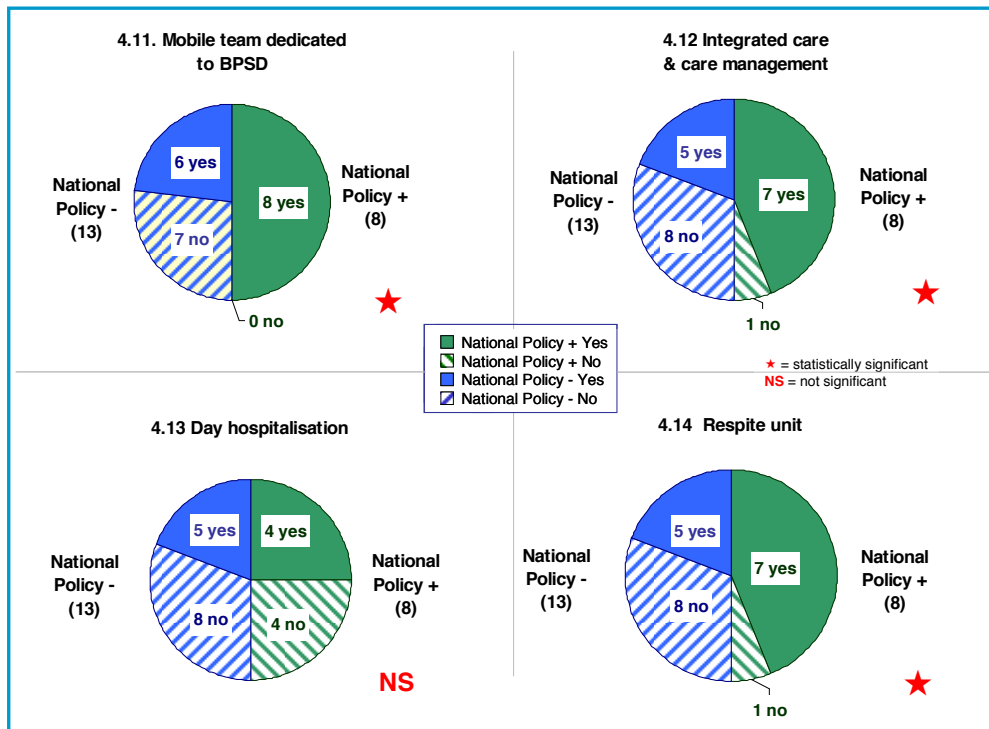 4.11. Mobile team dedicated
to BPSD
6 yes
National
Policy -
(13)
7 no
8 yes
National
Policy +
(8)
0 no
4.12 Integrated care
& care management
5 yes
National
Policy -
(13)
8 no
7 yes
National
Policy +
(8)
1 no
National Policy + Yes
National Policy + No
National Policy - Yes
National Policy - No
★ = statistically significant
NS = not significant
4.13 Day hospitalisation
5 yes
4 yes
National
Policy -
(13)
8 no
4 no
National
Policy +
(8)
NS
4.14 Respite unit
5 yes
National
Policy -
(13)
8 no
7 yes
National
Policy +
(8)
1 no